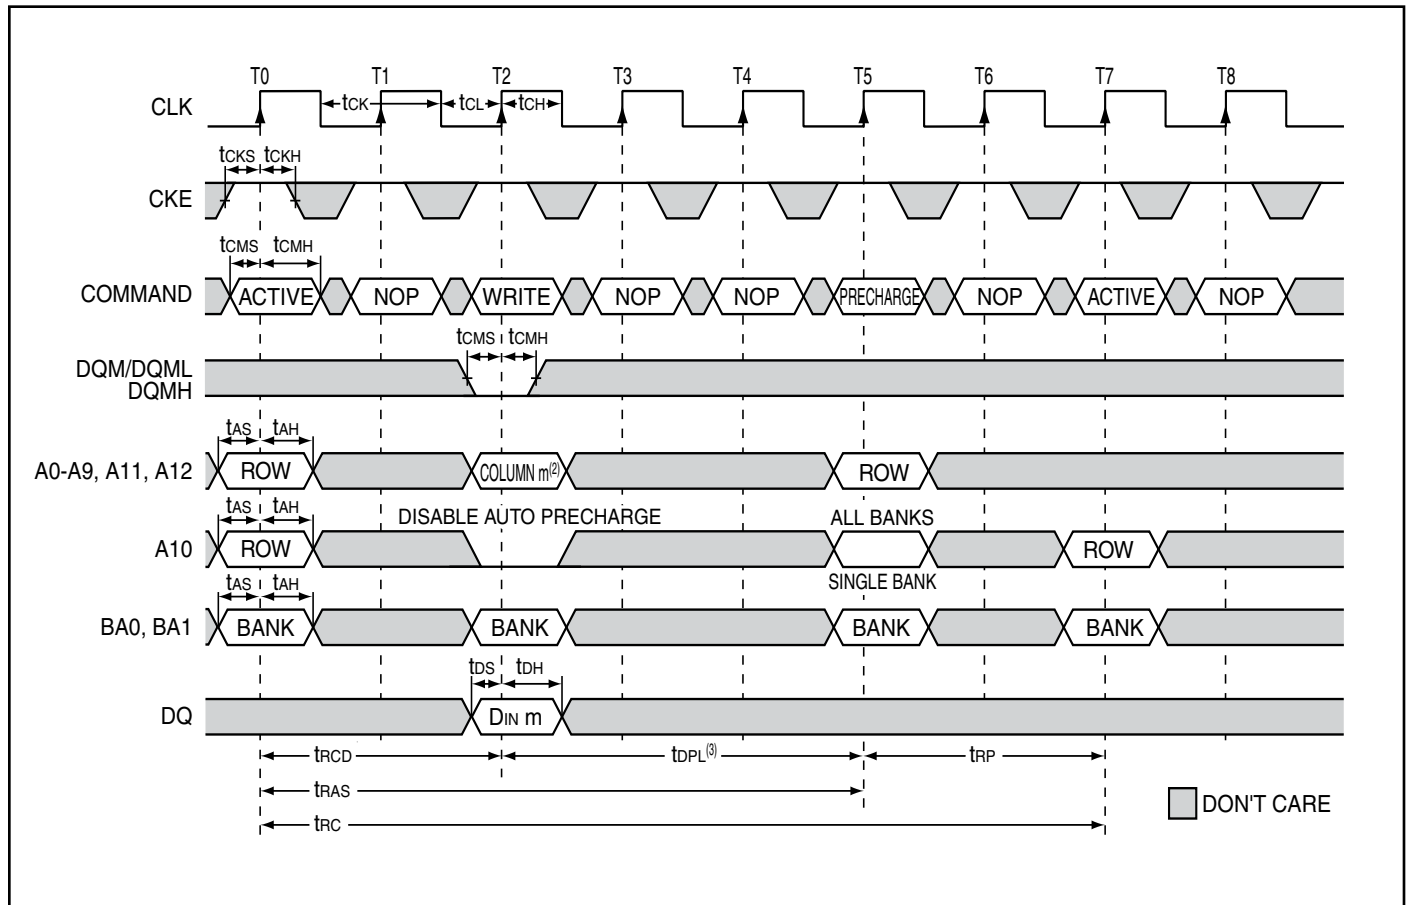 T0 T1 T2 T3 T4 T5 T6 T7 T8
CLK tCK tCL tCH
tCKS tCKH
CKE
tCMS tCMH
COMMAND ACTIVE NOP WRITE NOP NOP PRECHARGE NOP ACTIVE NOP
tCMS tCMH
DQM/DQML
DQMH
tAS tAH
A0-A9, A11, A12 ROW COLUMN m(2) ROW
tAS tAH DISABLE AUTO PRECHARGE ALL BANKS
A10 ROW ROW
tAS tAH SINGLE BANK
BA0, BA1 BANK BANK BANK BANK
tDS tDH
DQ DIN m
tRCD tDPL(3) tRP
tRAS
DON'T CARE
tRC